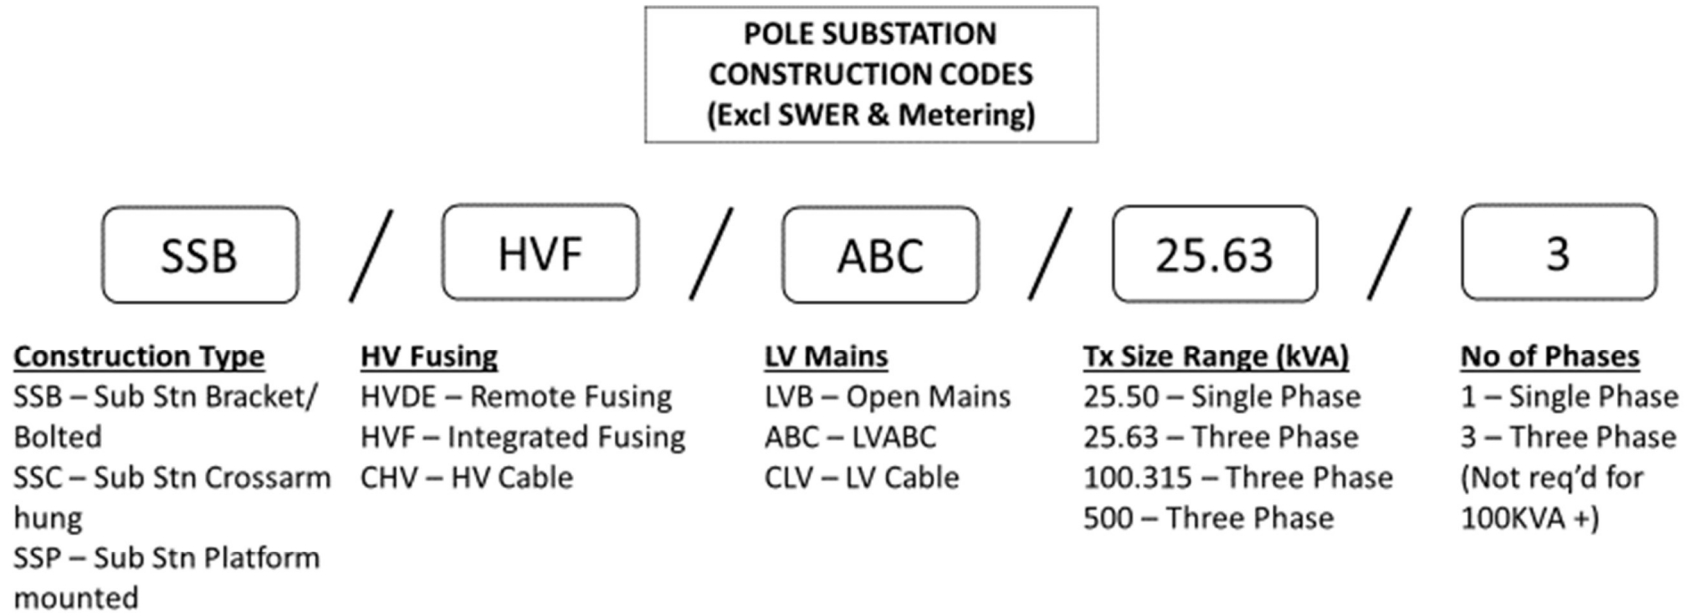 POLE SUBSTATION
CONSTRUCTION CODES
(Excl SWER & Metering)
SSB / HVF / ABC / 25.63 / 3
Construction Type
SSB – Sub Stn Bracket/
Bolted
SSC – Sub Stn Crossarm
hung
SSP – Sub Stn Platform
mounted
HV Fusing
HVDE – Remote Fusing
HVF – Integrated Fusing
CHV – HV Cable
LV Mains
LVB – Open Mains
ABC – LVABC
CLV – LV Cable
Tx Size Range (kVA)
25.50 – Single Phase
25.63 – Three Phase
100.315 – Three Phase
500 – Three Phase
No of Phases
1 – Single Phase
3 – Three Phase
(Not req’d for
100KVA +)